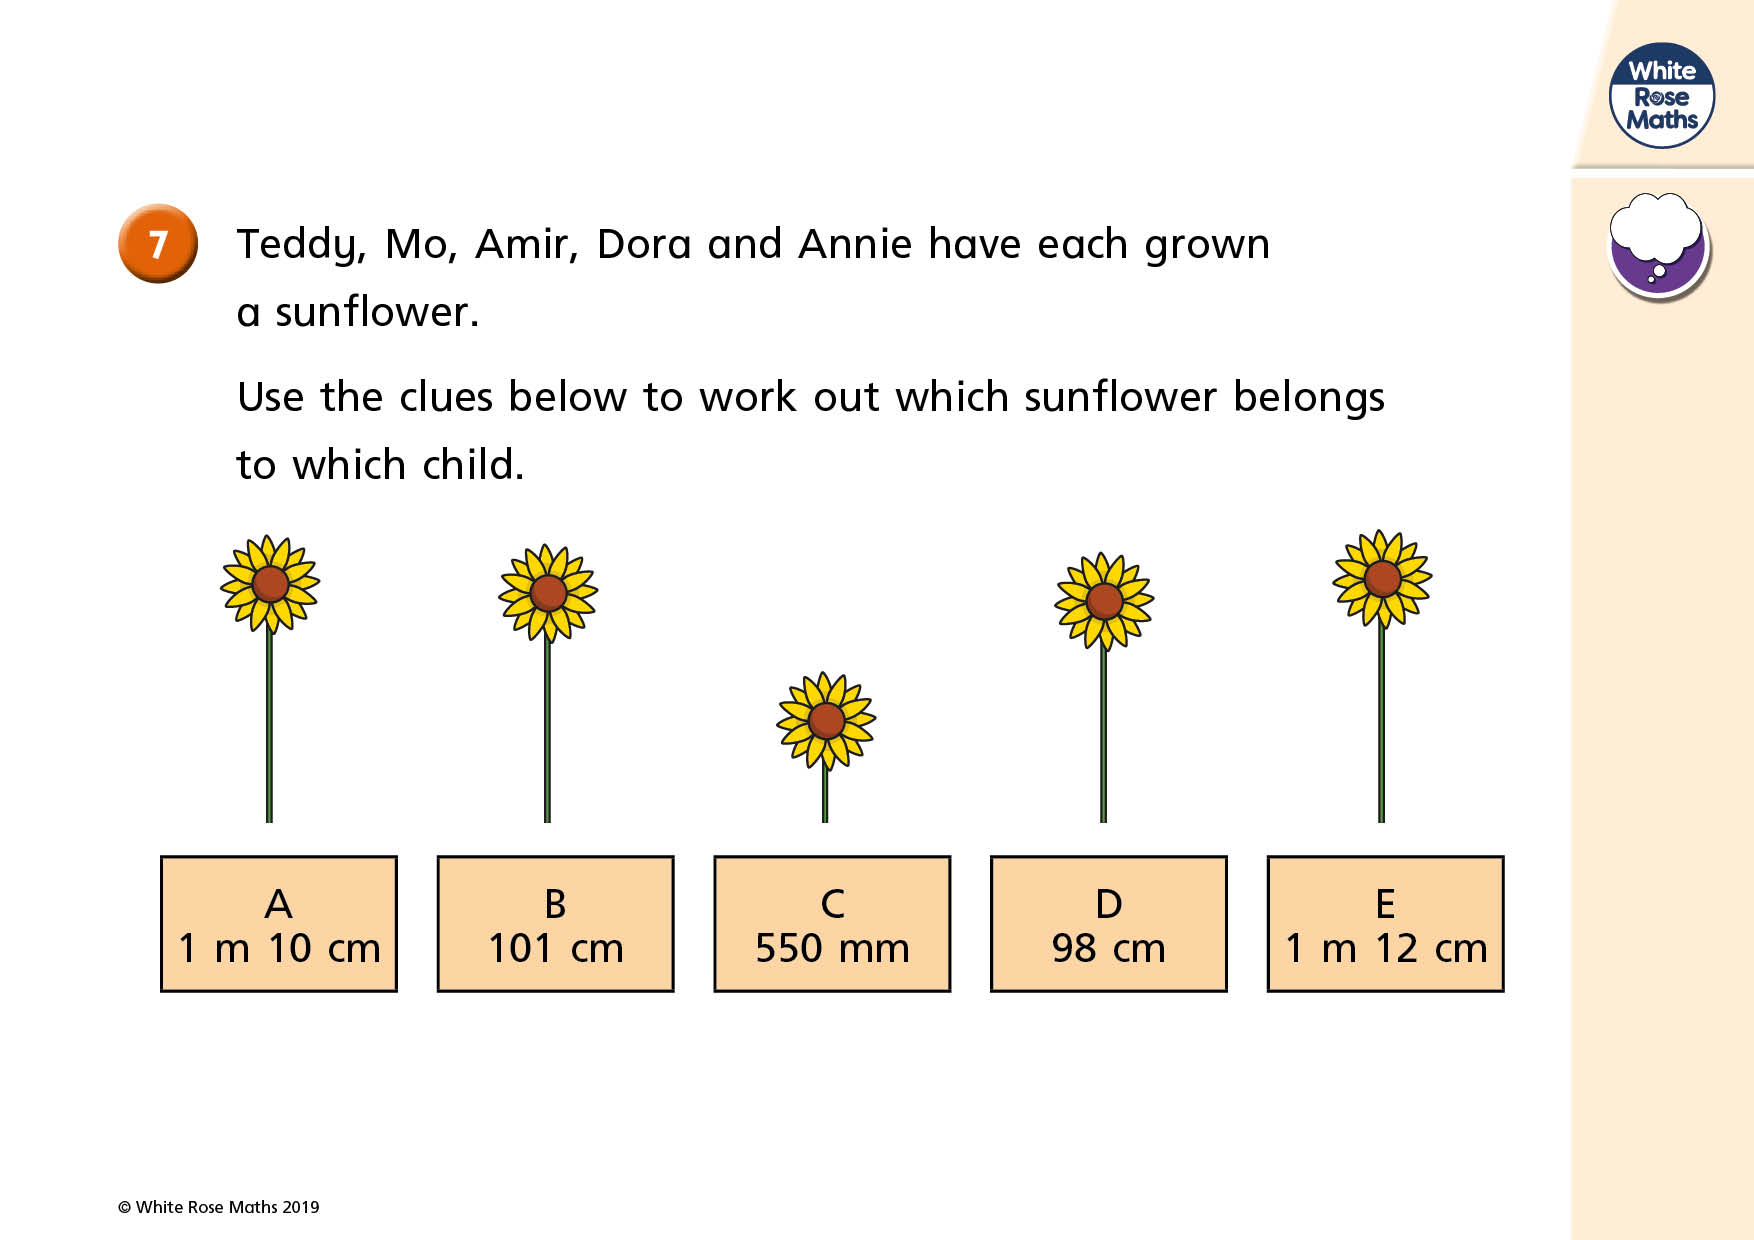 White
Rose
Maths
7
Teddy, Mo, Amir, Dora and Annie have each grown
a sunflower.
Use the clues below to work out which sunflower belongs
to which child.
A
1 m 10 cm
B
101 cm
C
550 mm
D
98 cm
E
1 m 12 cm
© White Rose Maths 2019